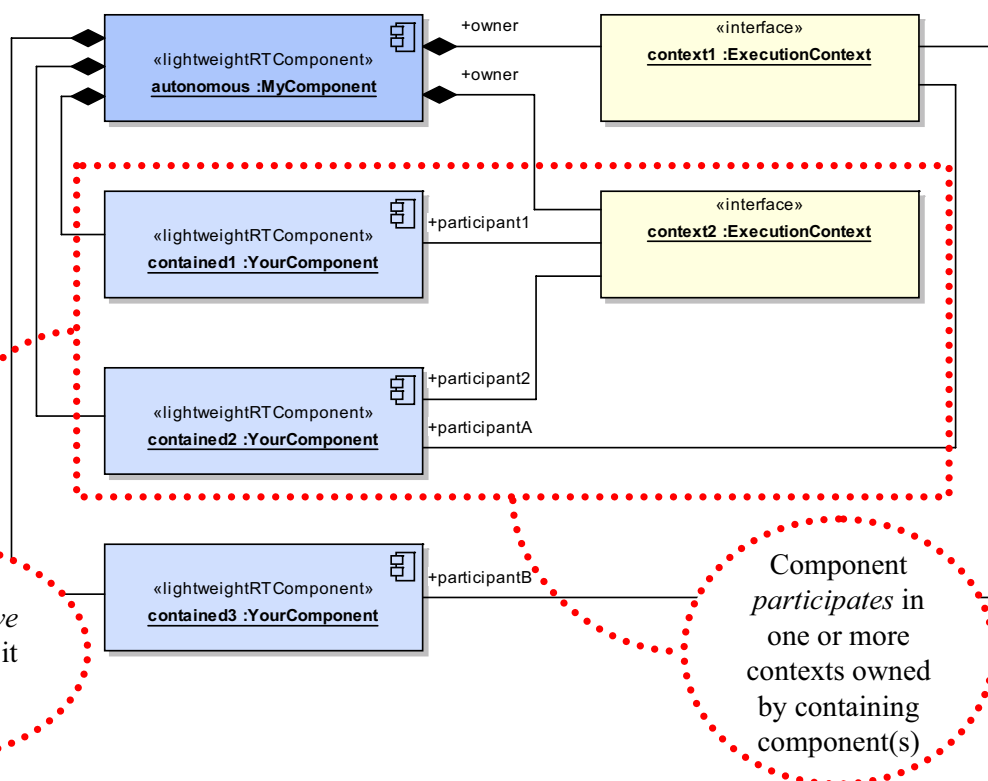 +owner
«interface»
context1 :ExecutionContext
«lightweightRTComponent»
autonomous :MyComponent
+owner
«interface»
context2 :ExecutionContext
+participant1
«lightweightRTComponent»
contained1 :YourComponent
+participant2
«lightweightRTComponent»
contained2 :YourComponent
+participantA
+participantB
«lightweightRTComponent»
contained3 :YourComponent
it
Component
participates in
one or more
contexts owned
by containing
component(s)